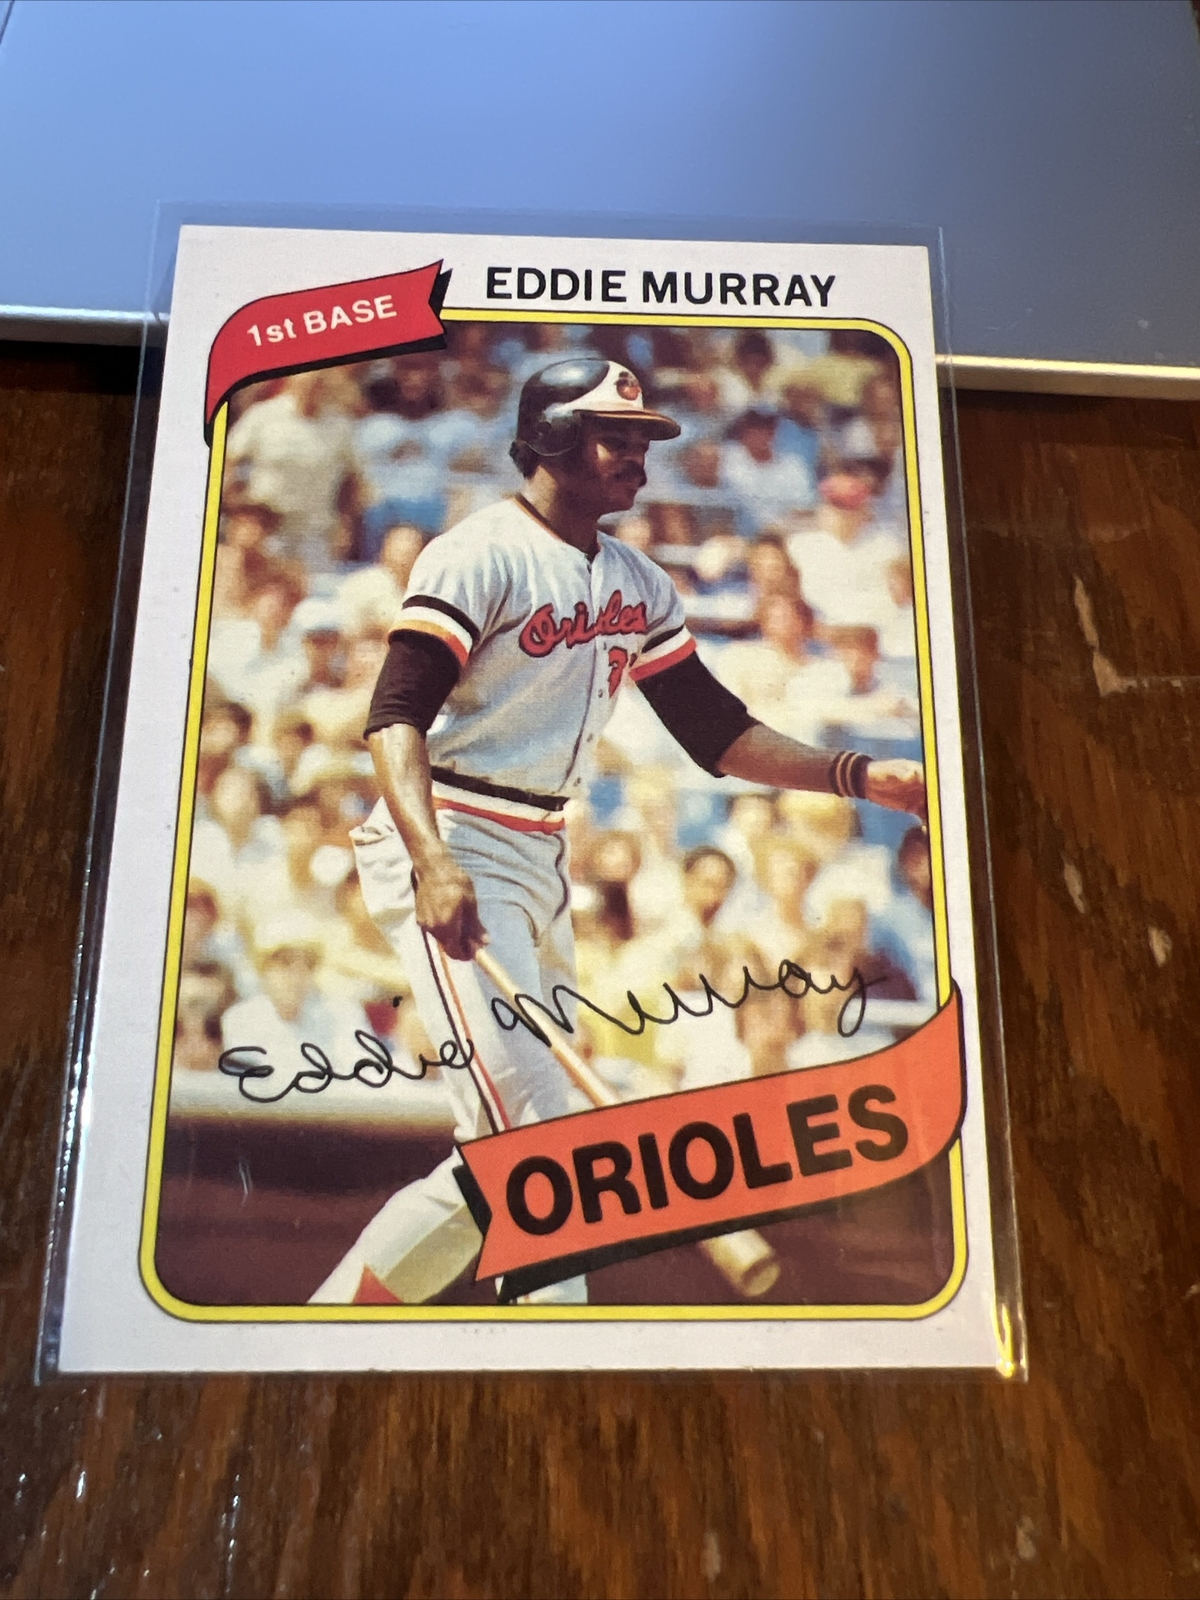 1st BASE
EDDIE MURRAY
Orioles
Eddie Murray
ORIOLES